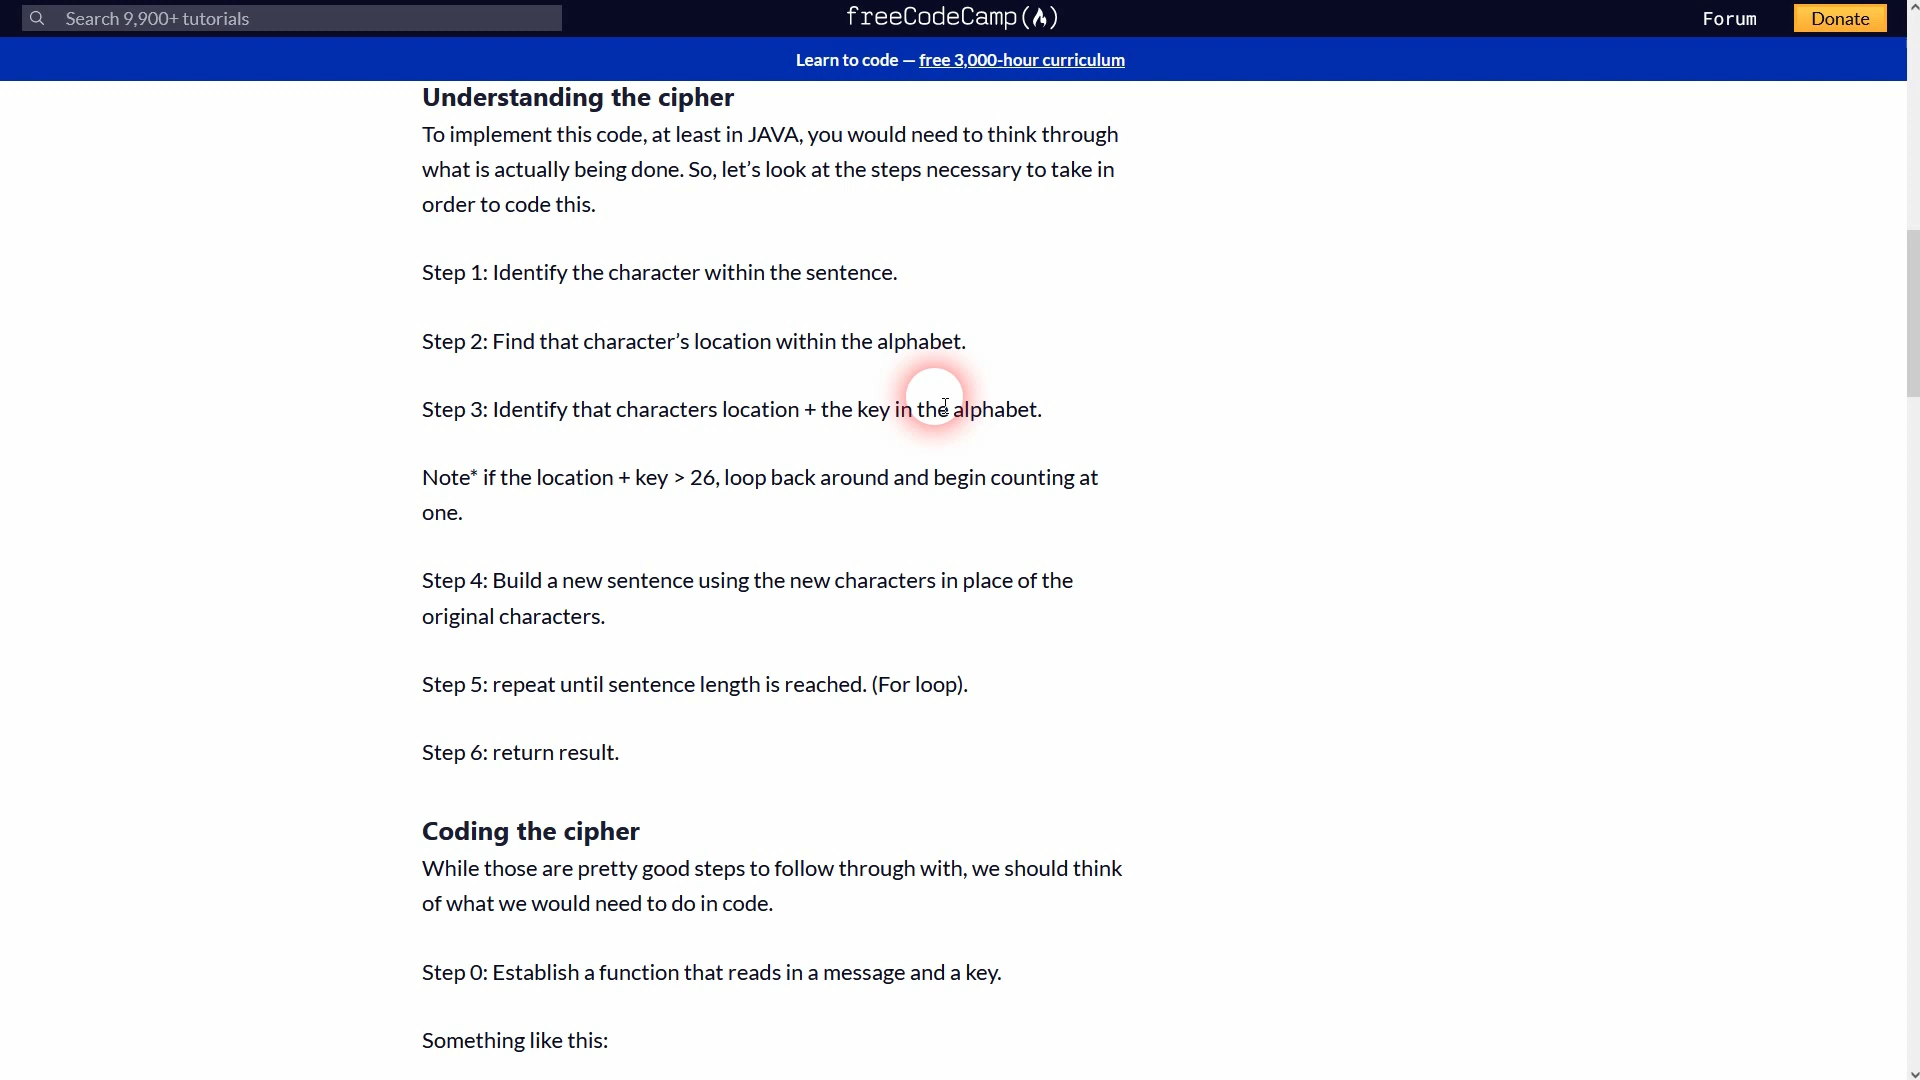 Search 9,900+ tutorials
freeCodeCamp(🔥)
Forum
Donate
Learn to code — free 3,000-hour curriculum
Understanding the cipher
To implement this code, at least in JAVA, you would need to think through
what is actually being done. So, let’s look at the steps necessary to take in
order to code this.
Step 1: Identify the character within the sentence.
Step 2: Find that character’s location within the alphabet.
Step 3: Identify that characters location + the key in the alphabet.
Note* if the location + key > 26, loop back around and begin counting at
one.
Step 4: Build a new sentence using the new characters in place of the
original characters.
Step 5: repeat until sentence length is reached. (For loop).
Step 6: return result.
Coding the cipher
While those are pretty good steps to follow through with, we should think
of what we would need to do in code.
Step 0: Establish a function that reads in a message and a key.
Something like this: